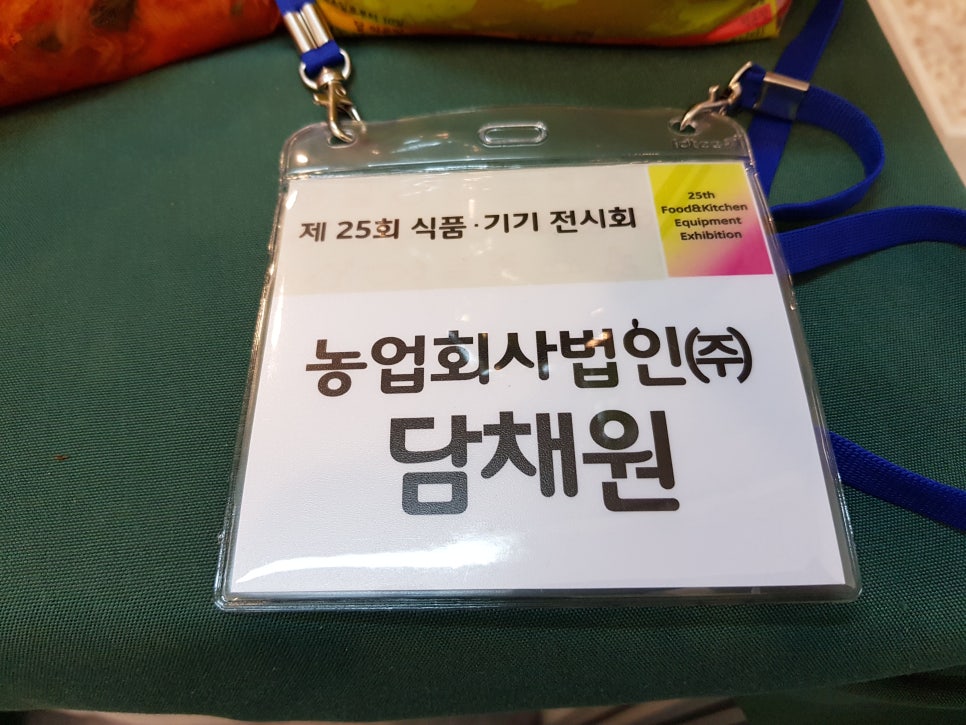 제 25회 식품·기기 전시회
25th
Food&Kitchen
Equipment
Exhibition
농업회사법인㈜
담채원